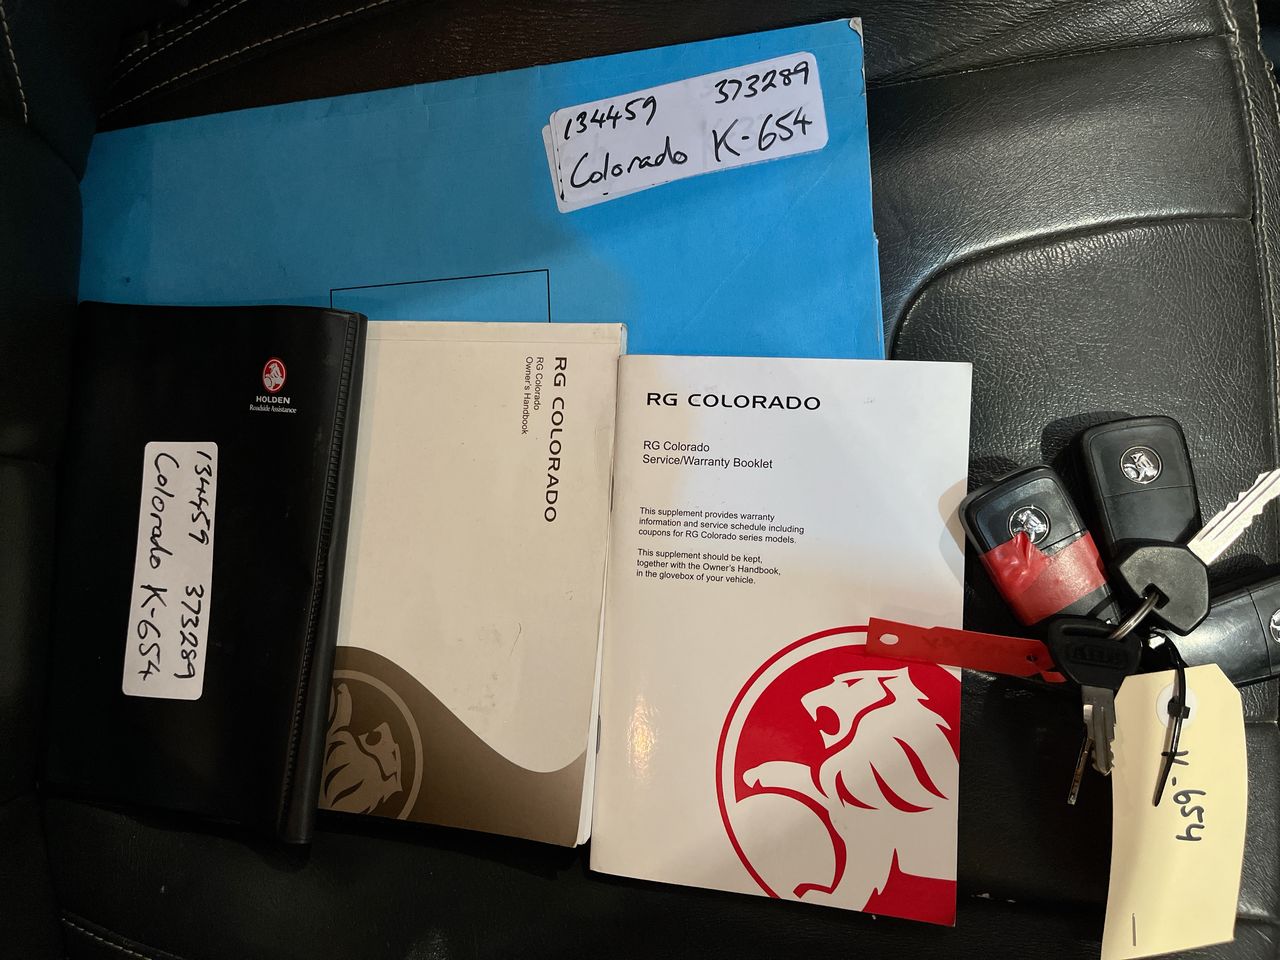 134459 373289
Colorado K-654
HOLDEN
Roadside Assistance
134459 373289
Colorado K-654
RG COLORADO
RG Colorado
Owner's Handbook
RG COLORADO
RG Colorado
Service/Warranty Booklet
This supplement provides warranty
information and service schedule including
coupons for RG Colorado series models.
This supplement should be kept,
together with the Owner's Handbook,
in the glovebox of your vehicle.
K-654